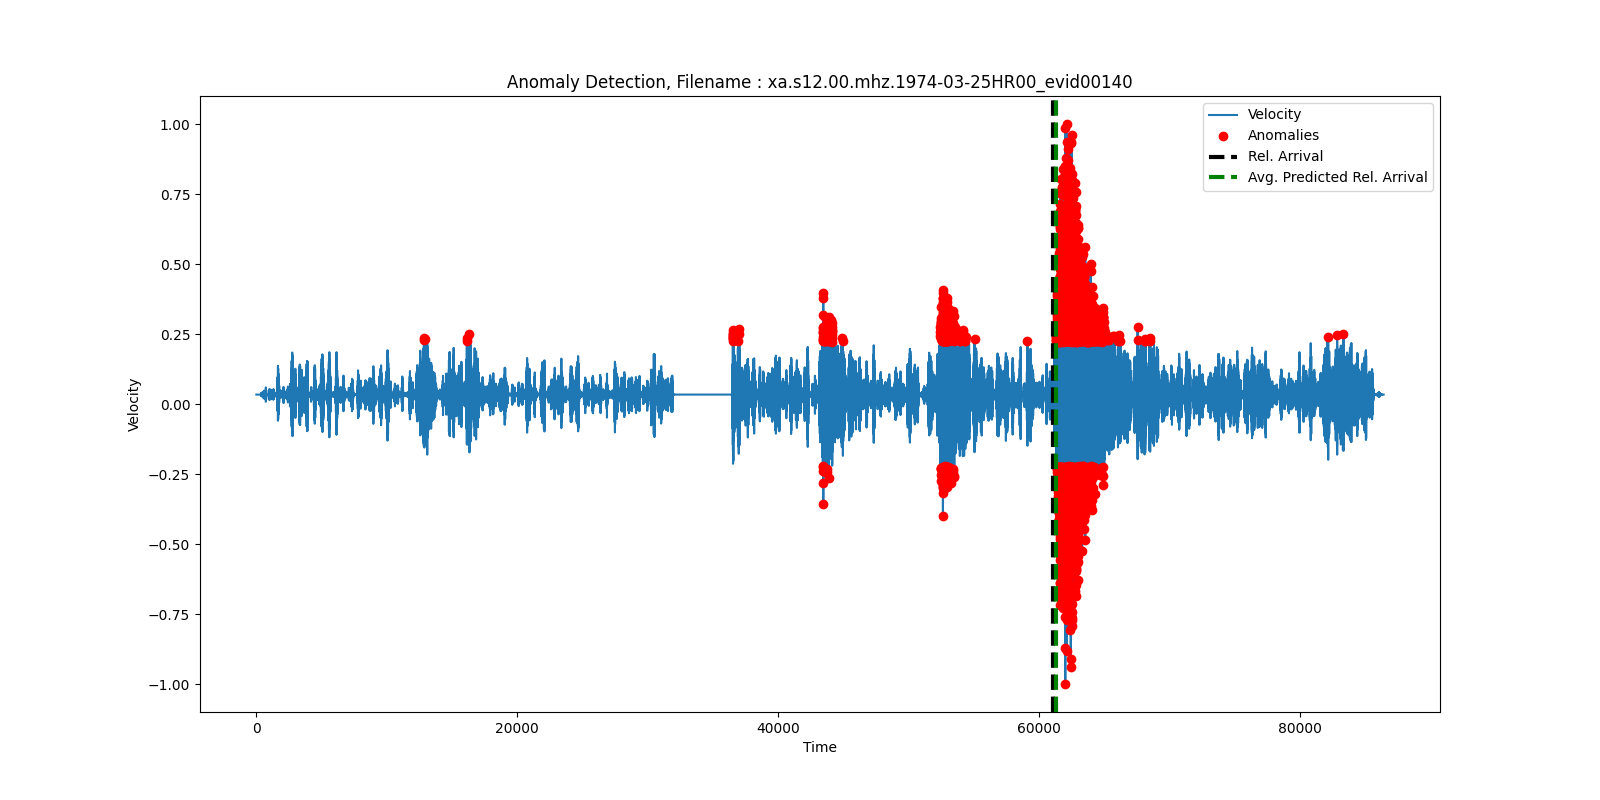 Anomaly Detection, Filename : xa.s12.00.mhz.1974-03-25HR00_evid00140
Velocity
Anomalies
Rel. Arrival
Avg. Predicted Rel. Arrival
1.00
0.75
0.50
0.25
0.00
−0.25
−0.50
−0.75
−1.00
Velocity
0
20000
40000
60000
80000
Time